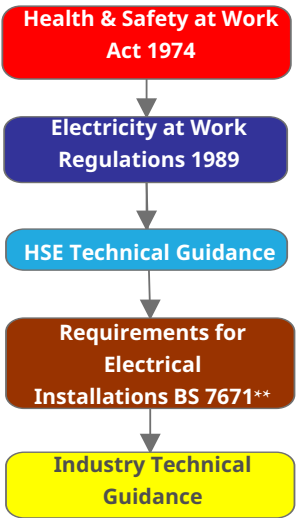 Health & Safety at Work
Act 1974
Electricity at Work
Regulations 1989
HSE Technical Guidance
Requirements for
Electrical
Installations BS 7671**
Industry Technical
Guidance